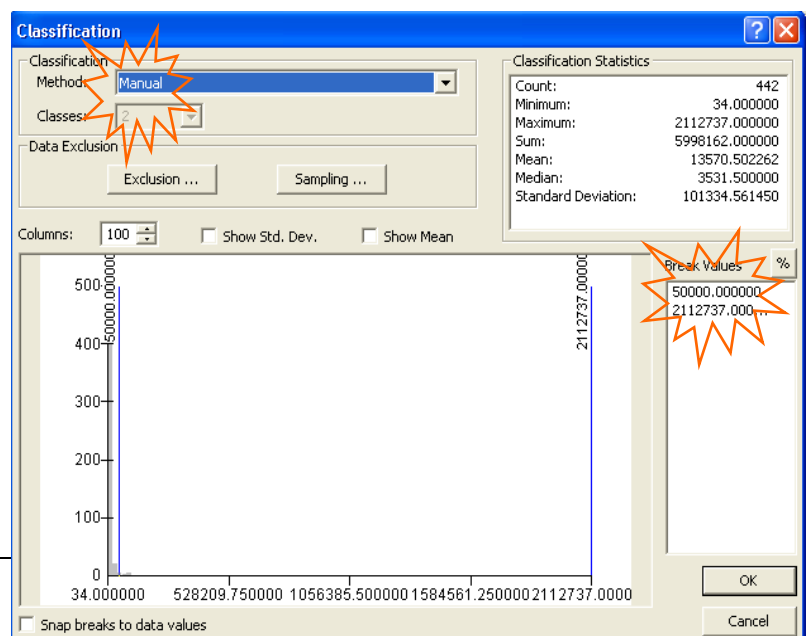 Classification
Classification
Method: Manual
Classes: 2
Data Exclusion
Exclusion ...
Sampling ...
Classification Statistics
Count: 442
Minimum: 34.000000
Maximum: 2112737.000000
Sum: 5998162.000000
Mean: 13570.502262
Median: 3531.500000
Standard Deviation: 101334.561450
Columns: 100
Show Std. Dev.
Show Mean
Break Values
%
50000.000000
2112737.000...
500
400
300
200
100
0
50000.000000
2112737.000000
34.000000 528209.750000 1056385.500000 1584561.250000 2112737.0000
Snap breaks to data values
OK
Cancel